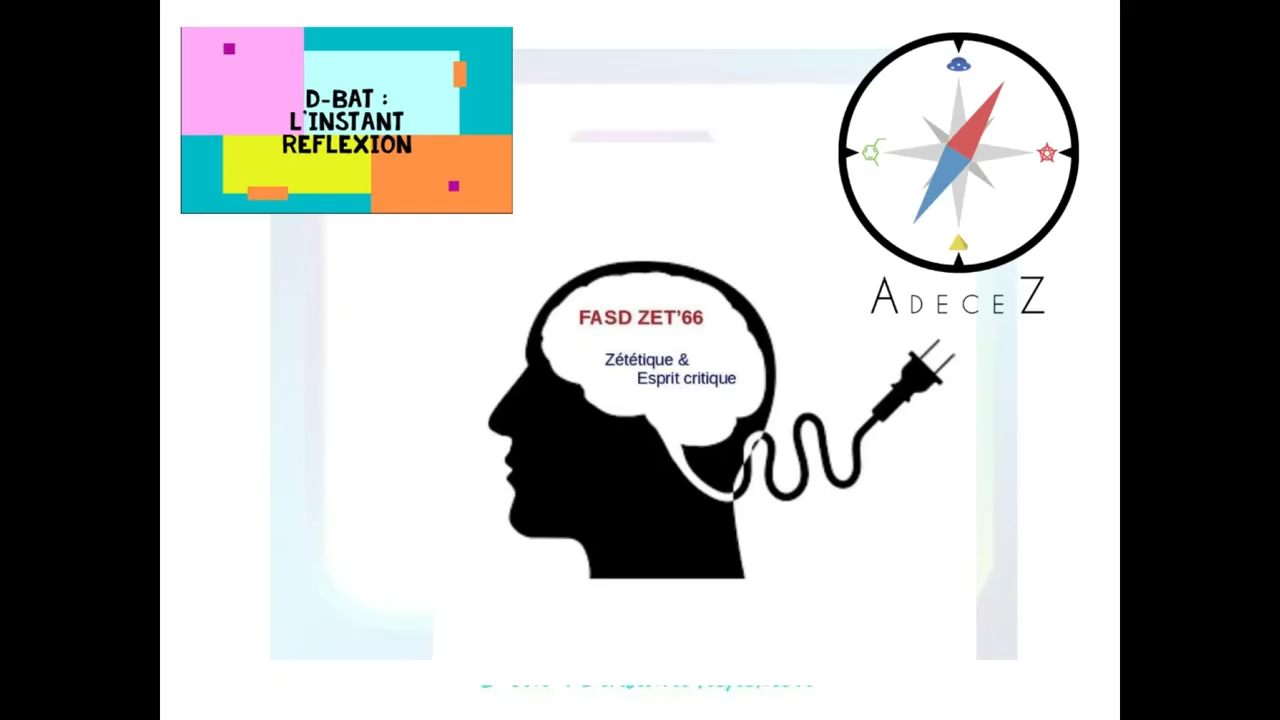 D-BAT :
L'INSTANT
REFLEXION
ADECEZ
FASD ZET'66
Zététique &
Esprit critique